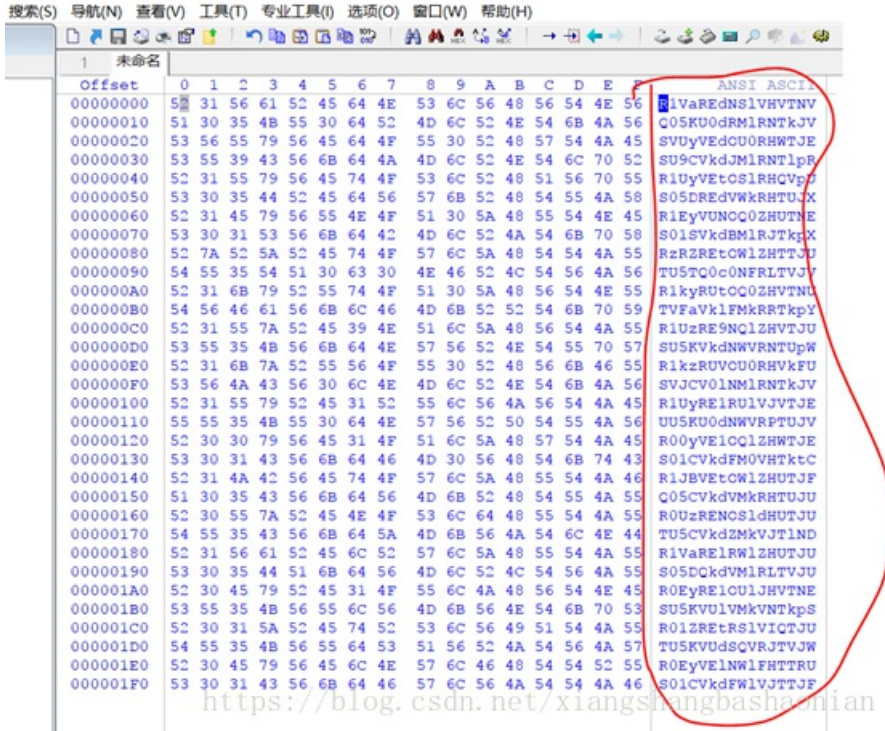 搜索(S) 导航(N) 查看(V) 工具(T) 专业工具(I) 选项(O) 窗口(W) 帮助(H)
1 未命名
Offset 0 1 2 3 4 5 6 7 8 9 A B C D E F ANSI ASCII
00000000 52 31 56 61 52 45 64 4E 53 6C 56 48 56 54 4E 56 R1VaREdNSlVHVTNV
00000010 51 30 35 4B 55 30 64 52 4D 6C 52 4E 54 6B 4A 56 Q05KU0dRMlRNTkJV
00000020 53 56 55 79 56 45 64 4F 55 30 52 48 57 54 4A 45 SVUyVEdOU0RHWTJE
00000030 53 55 39 43 56 6B 64 4A 4D 6C 52 4E 54 6C 70 52 SU9CVkdJMlRNTlpR
00000040 52 31 55 79 56 45 74 4F 53 6C 52 48 51 56 70 55 R1UyVEtOSlRHQVpU
00000050 53 30 35 44 52 45 64 56 57 6B 52 48 54 55 4A 58 S05DREdVWkRHTUJX
00000060 52 31 45 79 56 55 4E 4F 51 30 5A 48 55 54 4E 45 R1EyVUNOQ0ZHUTNE
00000070 53 30 31 53 56 6B 64 42 4D 6C 52 4A 54 6B 70 58 S01SVkdBMlRJTkpX
00000080 52 7A 52 5A 52 45 74 4F 57 6C 5A 48 54 54 4A 55 RzRZREtOWlZHTTJU
00000090 54 55 35 54 51 30 63 30 4E 46 52 4C 54 56 4A 56 TU5TQ0c0NFRLTVJV
000000A0 52 31 6B 79 52 55 74 4F 51 30 5A 48 56 54 4E 55 R1kyRUtOQ0ZHVTNU
000000B0 54 56 46 61 56 6B 6C 46 4D 6B 52 52 54 6B 70 59 TVFaVklFMkRRTkpY
000000C0 52 31 55 7A 52 45 39 4E 51 6C 5A 48 56 54 4A 55 R1UzRE9NQlZHVTJU
000000D0 53 55 35 4B 56 6B 64 4E 57 56 52 4E 54 55 70 57 SU5KVkdNWVRNTUpW
000000E0 52 31 6B 7A 52 55 56 4F 55 30 52 48 56 6B 46 55 R1kzRUVOU0RHVkFU
000000F0 53 56 4A 43 56 30 6C 4E 4D 6C 52 4E 54 6B 4A 56 SVJCV0lNMlRNTkJV
00000100 52 31 55 79 52 45 31 52 55 6C 56 4A 56 54 4A 45 R1UyRE1RUlVJVTJE
00000110 55 55 35 4B 55 30 64 4E 57 56 52 50 54 55 4A 56 UU5KU0dNWVRPTUJV
00000120 52 30 30 79 56 45 31 4F 51 6C 5A 48 57 54 4A 45 R00yVE1OQlZHWTJE
00000130 53 30 31 43 56 6B 64 46 4D 30 56 48 54 6B 74 43 S01CVkdFM0VHTktC
00000140 52 31 4A 42 56 45 74 4F 57 6C 5A 48 55 54 4A 46 R1JBVEtOWlZHUTJF
00000150 51 30 35 43 56 6B 64 56 4D 6B 52 48 54 55 4A 55 Q05CVkdVMkRHTUJU
00000160 52 30 55 7A 52 45 4E 4F 53 6C 64 48 55 54 4A 55 R0UzRENOSldHUTJU
00000170 54 55 35 43 56 6B 64 5A 4D 6B 56 4A 54 6C 4E 44 TU5CVkdZMkVJTlND
00000180 52 31 56 61 52 45 6C 52 57 6C 5A 48 55 54 4A 55 R1VaRElRWlZHUTJU
00000190 53 30 35 44 51 6B 64 56 4D 6C 52 4C 54 56 4A 55 S05DQkdVMlRLTVJU
000001A0 52 30 45 79 52 45 31 4F 55 6C 4A 48 56 54 4E 45 R0EyRE1OUlJHVTNE
000001B0 53 55 35 4B 56 55 6C 56 4D 6B 56 4E 54 6B 70 53 SU5KVUlVMkVNTkpS
000001C0 52 30 31 5A 52 45 74 52 53 6C 56 49 51 54 4A 55 R01ZREtRSlVIQTJU
000001D0 54 55 35 4B 56 55 64 53 51 56 52 4A 54 56 4A 57 TU5KVUdSQVRJTVJW
000001E0 52 30 45 79 56 45 6C 4E 57 6C 46 48 54 54 52 55 R0EyVElNWlFHTTRU
000001F0 53 30 31 43 56 6B 64 46 57 6C 56 4A 54 54 4A 46 S01CVkdFWlVJTTJF
https://blog.csdn.net/xiangshangbashaonian